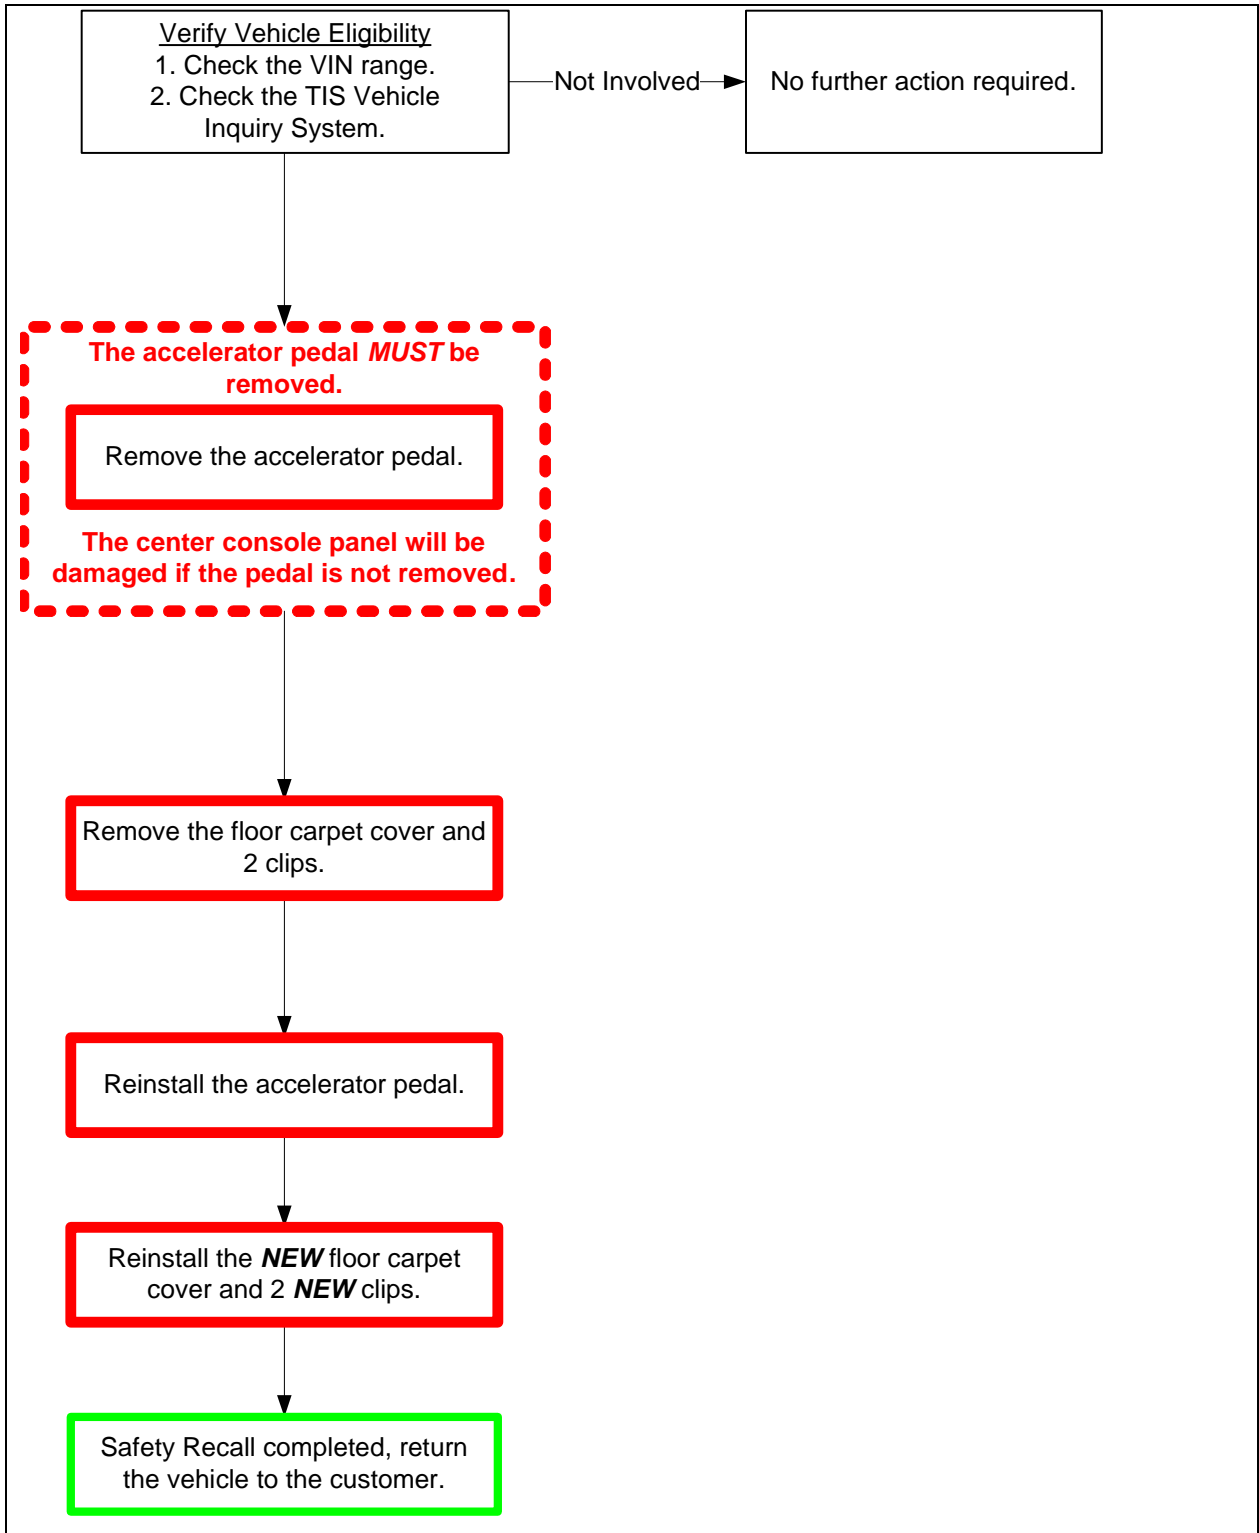 Verify Vehicle Eligibility
1. Check the VIN range.
2. Check the TIS Vehicle
Inquiry System.
Not Involved
No further action required.
The accelerator pedal MUST be
removed.
Remove the accelerator pedal.
The center console panel will be
damaged if the pedal is not removed.
Remove the floor carpet cover and
2 clips.
Reinstall the accelerator pedal.
Reinstall the NEW floor carpet
cover and 2 NEW clips.
Safety Recall completed, return
the vehicle to the customer.